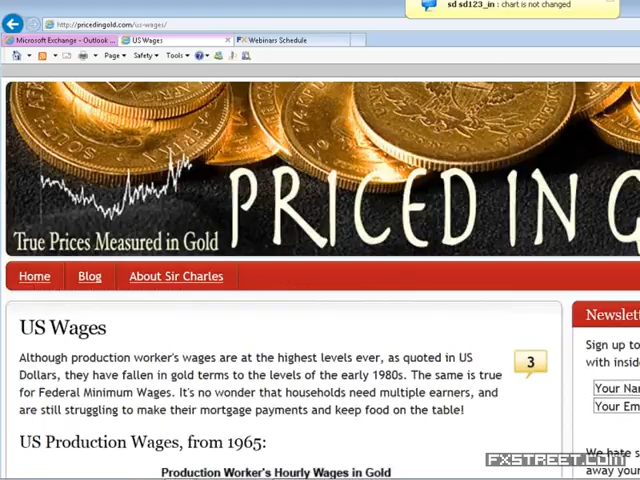 sd sd123_in : chart is not changed
http://pricedingold.com/us-wages/
Microsoft Exchange - Outlook ...
US Wages
Webinars Schedule
Page
Safety
Tools
SOUTH AFRICA
PRICED IN G
True Prices Measured in Gold
Home
Blog
About Sir Charles
US Wages
3
Although production worker's wages are at the highest levels ever, as quoted in US
Dollars, they have fallen in gold terms to the levels of the early 1980s. The same is true
for Federal Minimum Wages. It's no wonder that households need multiple earners, and
are still struggling to make their mortgage payments and keep food on the table!
US Production Wages, from 1965:
Production Worker's Hourly Wages in Gold
Newslet
Sign up to
with insid
Your Na
Your Em
We hate s
away your
FXSTREET.COM